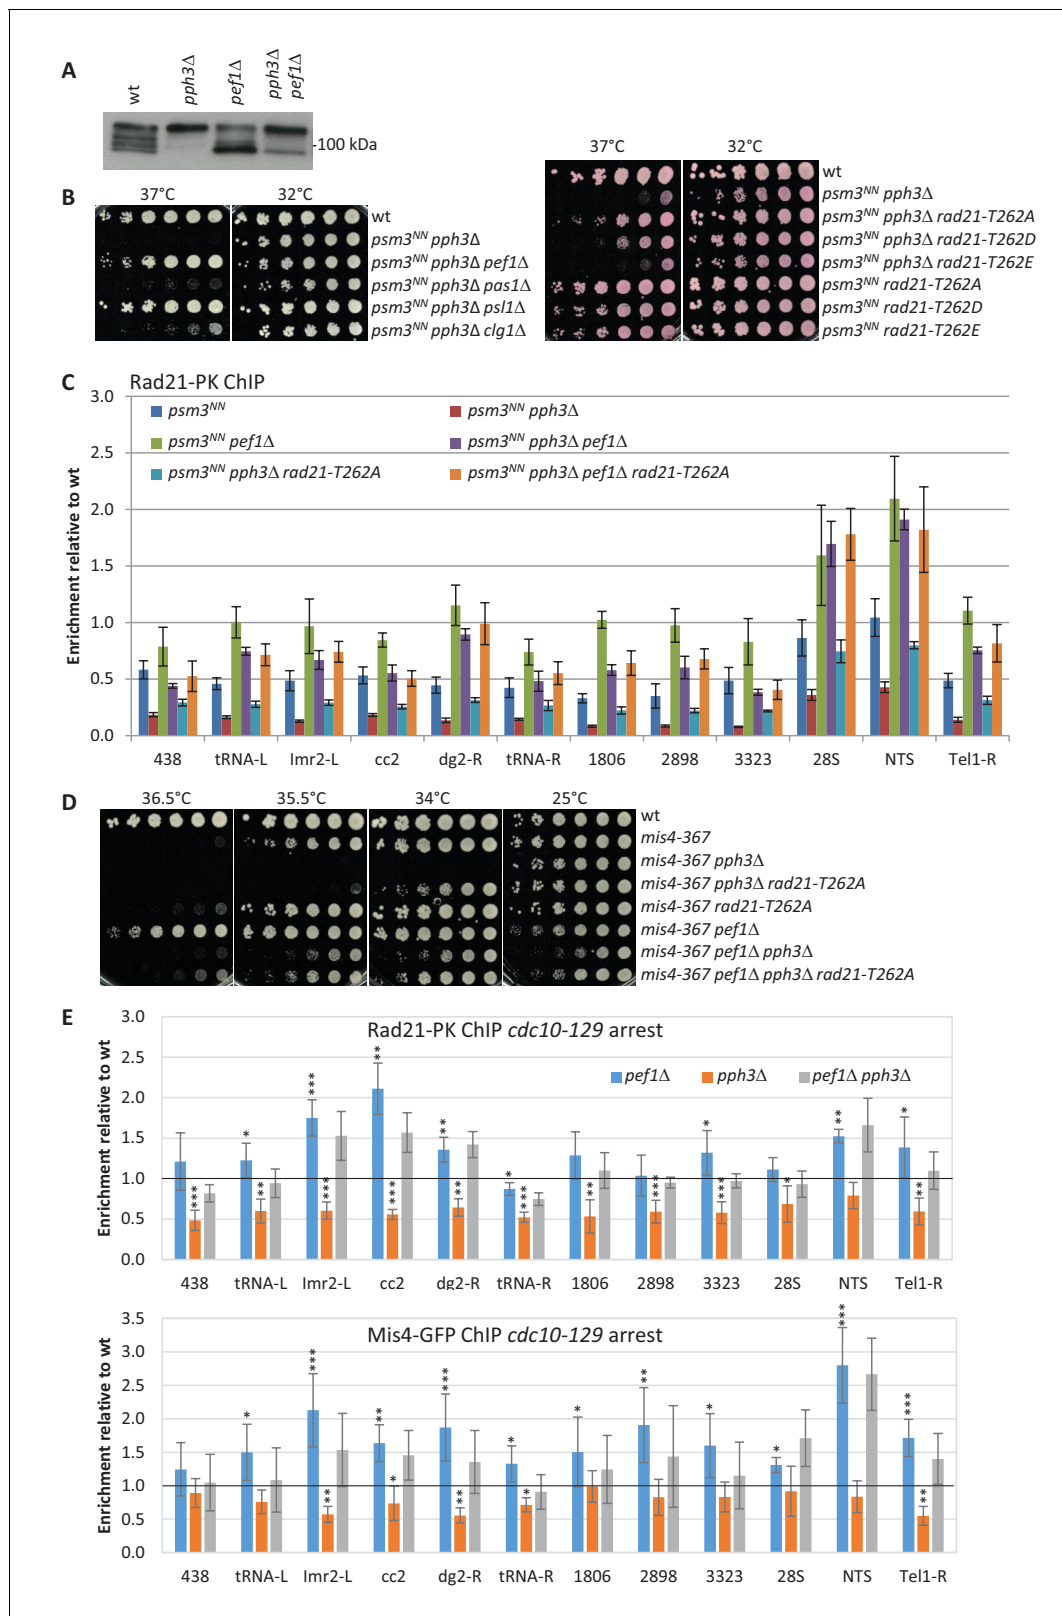 A
wt
pph3Δ
pef1Δ
pph3Δ pef1Δ
-100 kDa
B
37°C 32°C
wt
psm3NN pph3Δ
psm3NN pph3Δ pef1Δ
psm3NN pph3Δ pas1Δ
psm3NN pph3Δ psl1Δ
psm3NN pph3Δ clg1Δ
37°C 32°C
wt
psm3NN pph3Δ
psm3NN pph3Δ rad21-T262A
psm3NN pph3Δ rad21-T262D
psm3NN pph3Δ rad21-T262E
psm3NN rad21-T262A
psm3NN rad21-T262D
psm3NN rad21-T262E
C
Rad21-PK ChIP
psm3NN psm3NN pph3Δ
psm3NN pef1Δ psm3NN pph3Δ pef1Δ
psm3NN pph3Δ rad21-T262A psm3NN pph3Δ pef1Δ rad21-T262A
Enrichment relative to wt
3.0
2.5
2.0
1.5
1.0
0.5
0.0
438 tRNA-L Imr2-L cc2 dg2-R tRNA-R 1806 2898 3323 28S NTS Tel1-R
D
36.5°C 35.5°C 34°C 25°C
wt
mis4-367
mis4-367 pph3Δ
mis4-367 pph3Δ rad21-T262A
mis4-367 rad21-T262A
mis4-367 pef1Δ
mis4-367 pef1Δ pph3Δ
mis4-367 pef1Δ pph3Δ rad21-T262A
E
Rad21-PK ChIP cdc10-129 arrest
pef1Δ pph3Δ pef1Δ pph3Δ
Enrichment relative to wt
3.0
2.5
2.0
1.5
1.0
0.5
0.0
*** * ** *** *** ** *** ** ** * *** ** *** * *** * ** * **
438 tRNA-L Imr2-L cc2 dg2-R tRNA-R 1806 2898 3323 28S NTS Tel1-R
Mis4-GFP ChIP cdc10-129 arrest
Enrichment relative to wt
3.5
3.0
2.5
2.0
1.5
1.0
0.5
0.0
* *** ** ** * *** ** * * * ** * * *** *** **
438 tRNA-L Imr2-L cc2 dg2-R tRNA-R 1806 2898 3323 28S NTS Tel1-R